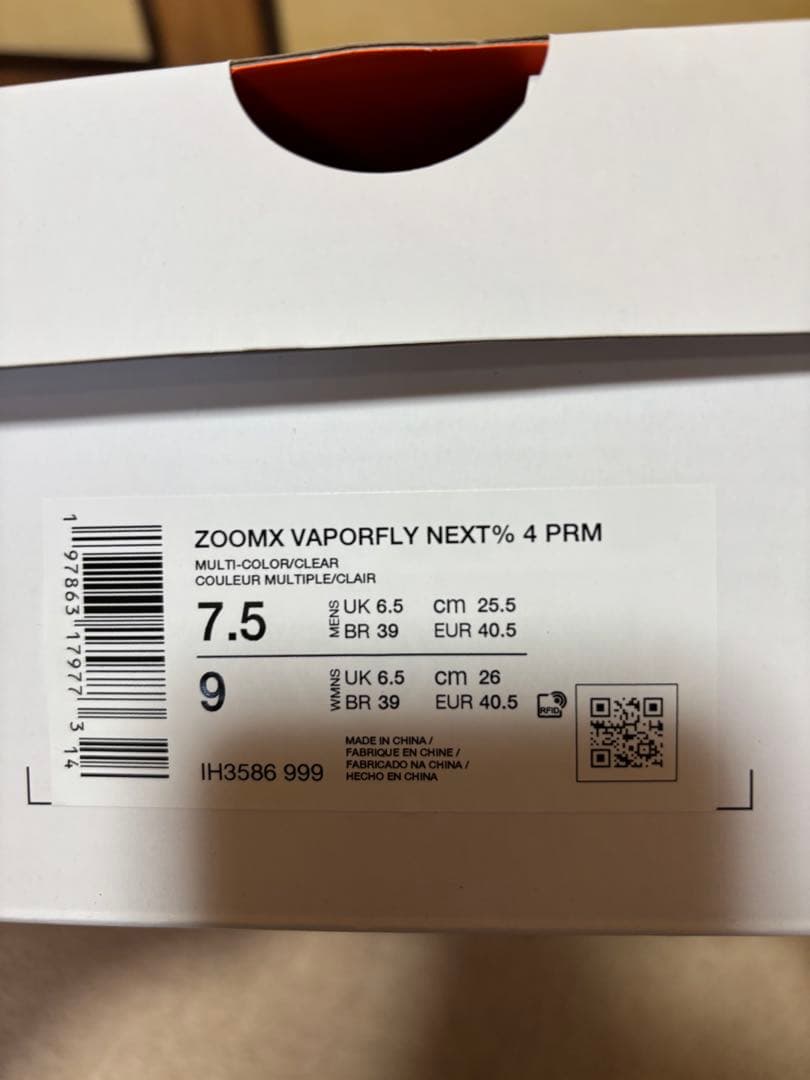 ZOOMX VAPORFLY NEXT% 4 PRM
MULTI-COLOR/CLEAR
COULEUR MULTIPLE/CLAIR
7.5
MENS
UK 6.5 cm 25.5
BR 39 EUR 40.5
9
WMNS
UK 6.5 cm 26
BR 39 EUR 40.5
RFID
IH3586 999
MADE IN CHINA /
FABRIQUE EN CHINE /
FABRICADO NA CHINA /
HECHO EN CHINA
1 97863 17977 3 14